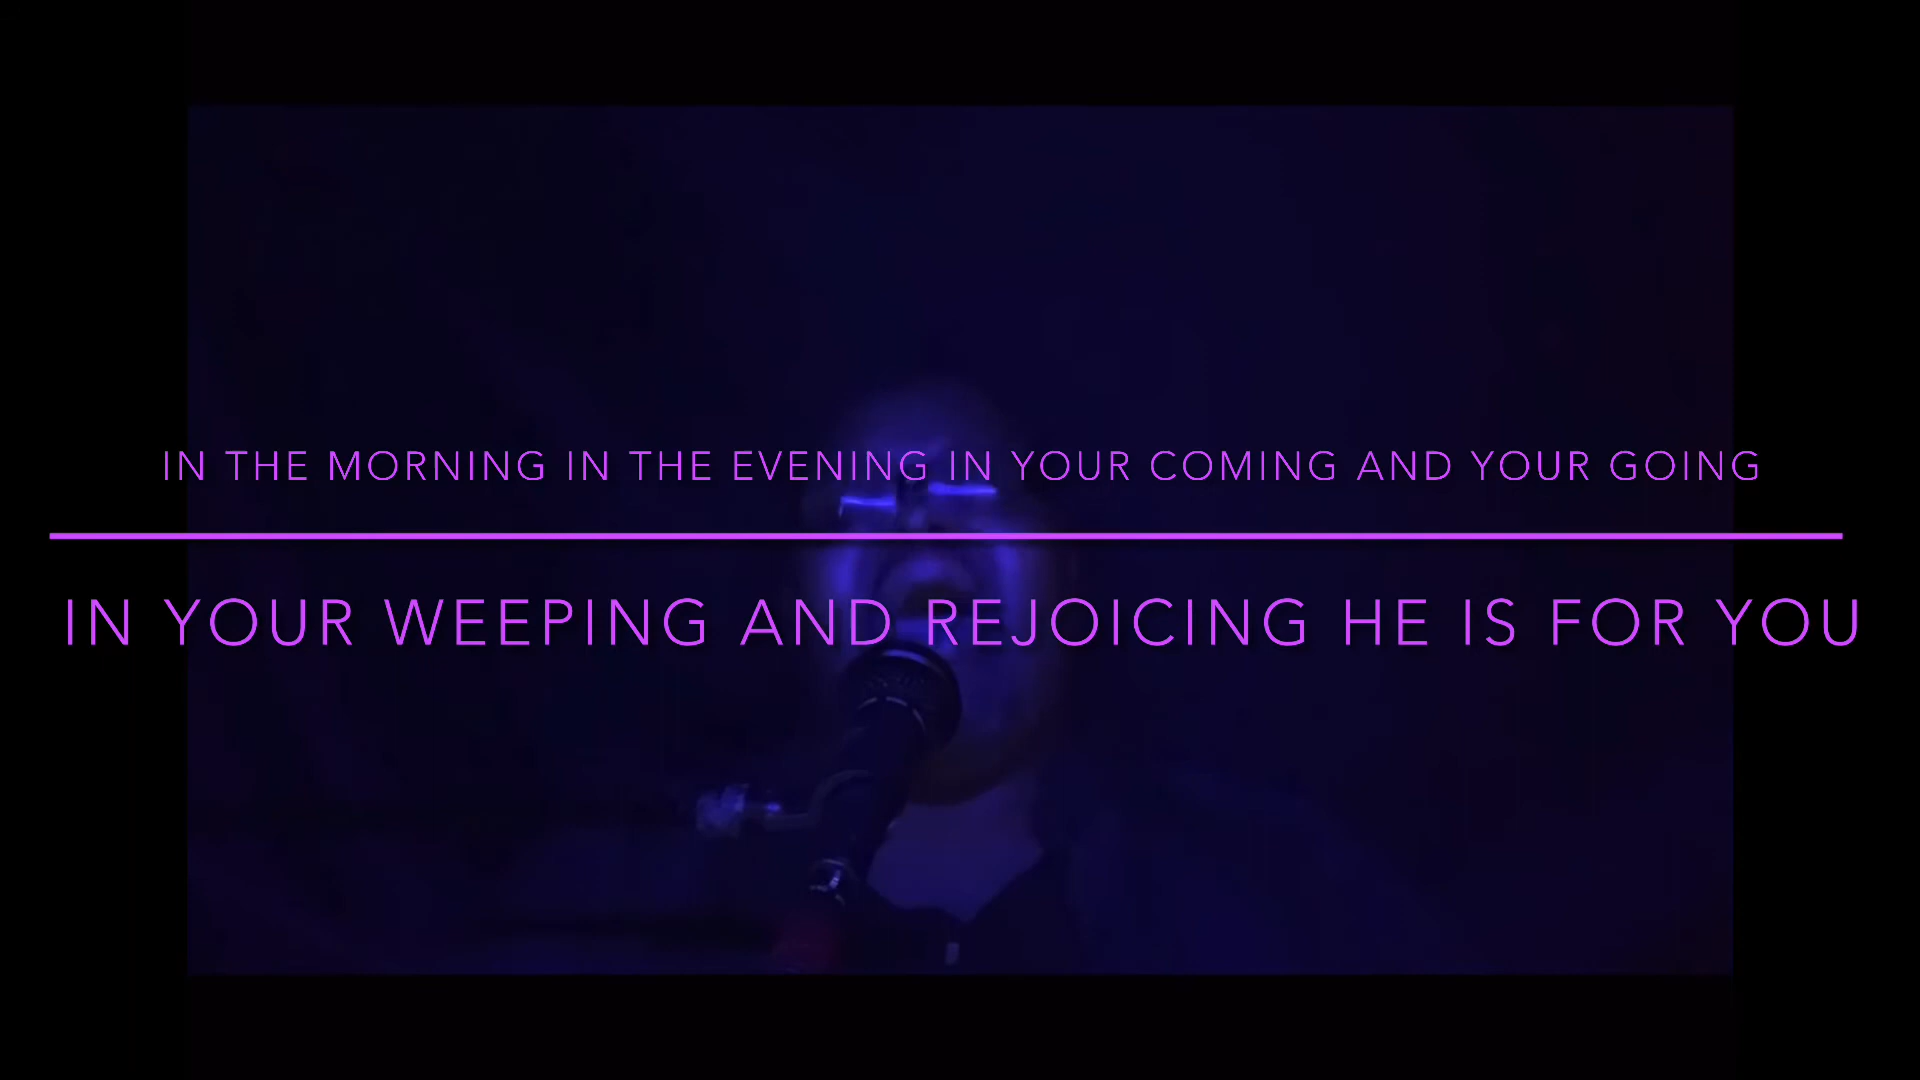 IN THE MORNING IN THE EVENING IN YOUR COMING AND YOUR GOING
IN YOUR WEEPING AND REJOICING HE IS FOR YOU